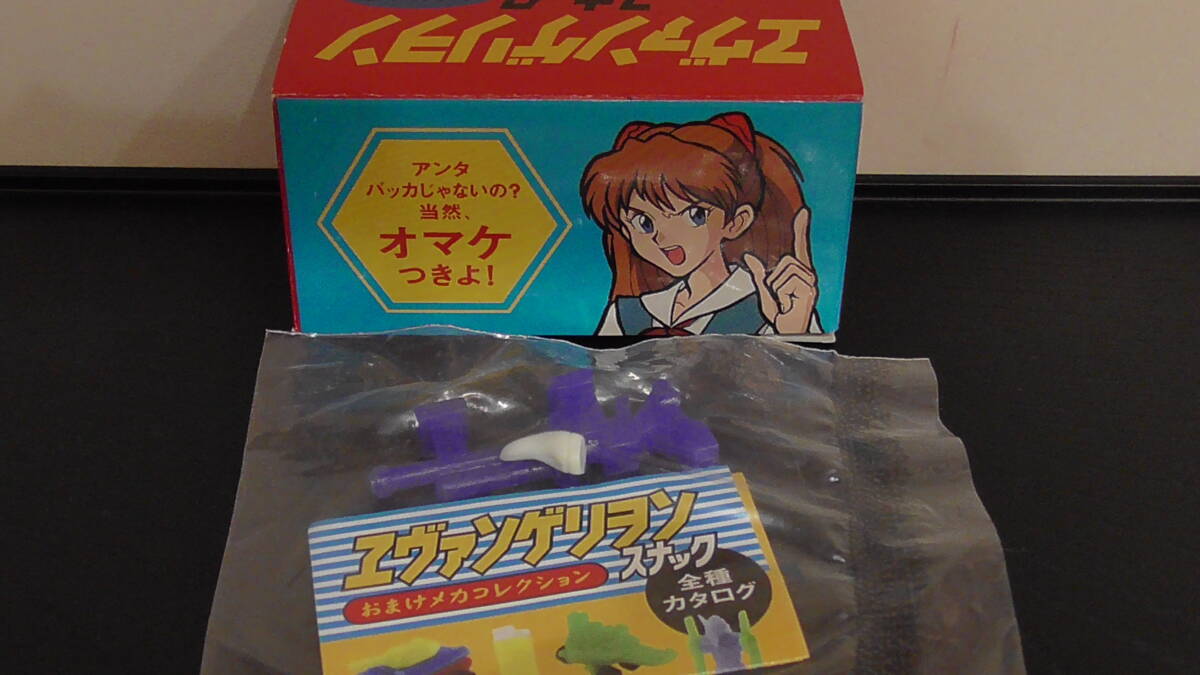 ヱヴァンゲリヲン
アンタ
バッカじゃないの?
当然、
オマケ
つきよ!
ヱヴァンゲリヲン
スナック
おまけメカコレクション
全種
カタログ